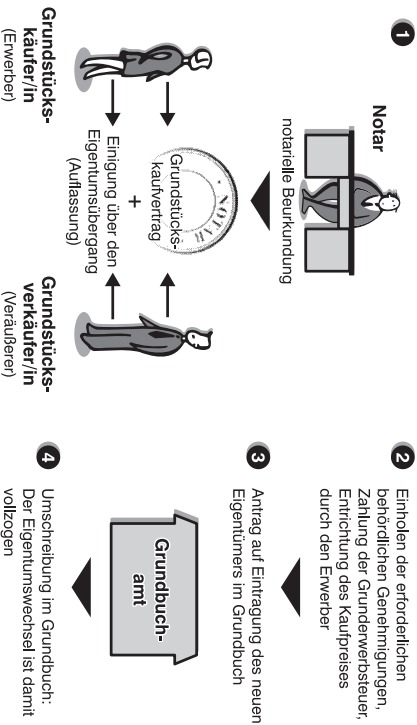 1
Notar
notarielle Beurkundung
NOTAR
Grundstücks-
kaufvertrag
+
Einigung über den
Eigentumsübergang
(Auflassung)
Grundstücks-
käufer/in
(Erwerber)
Grundstücks-
verkäufer/in
(Veräußerer)
2
Einholen der erforderlichen
behördlichen Genehmigungen,
Zahlung der Grunderwerbsteuer,
Entrichtung des Kaufpreises
durch den Erwerber
3
Antrag auf Eintragung des neuen
Eigentümers im Grundbuch
Grundbuch-
amt
4
Umschreibung im Grundbuch:
Der Eigentumswechsel ist damit
vollzogen